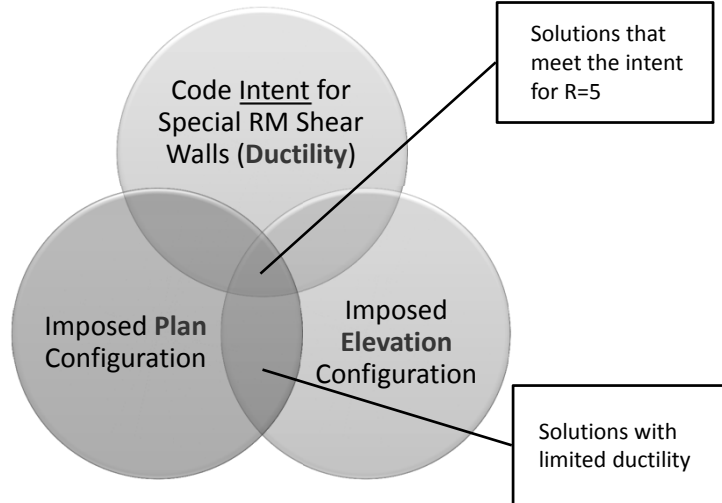 Code Intent for
Special RM Shear
Walls (Ductility)
Solutions that
meet the intent
for R=5
Imposed Plan
Configuration
Imposed
Elevation
Configuration
Solutions with
limited ductility